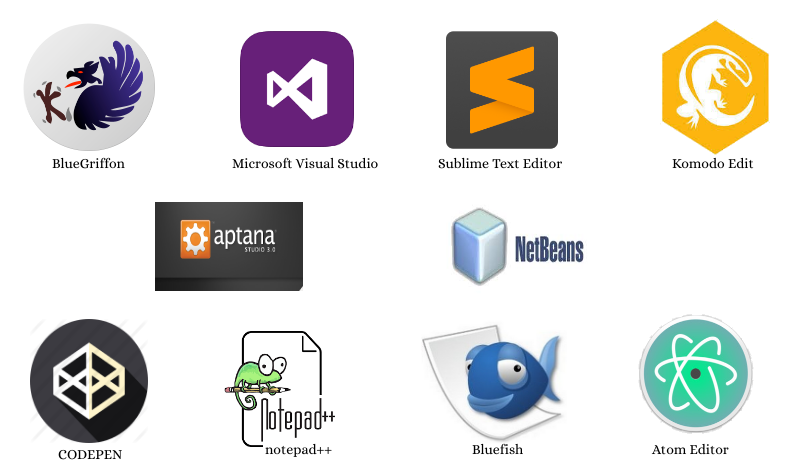 BlueGriffon
Microsoft Visual Studio
Sublime Text Editor
Komodo Edit
aptana
STUDIO 3.0
NetBeans
CODEPEN
Notepad++
notepad++
Bluefish
Atom Editor